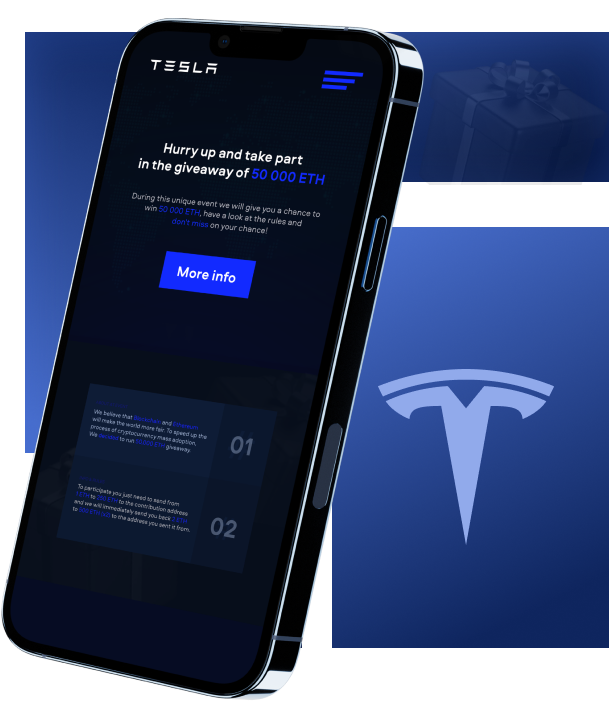 TESLA
Hurry up and take part
in the giveaway of 50 000 ETH
During this unique event we will give you a chance to
win 50 000 ETH, have a look at the rules and
don't miss on your chance!
More info
We believe that and
will make the world more fair. To speed up the
process of cryptocurrency mass adoption,
We to run giveaway.
01
To participate you just need to send from
to to the contribution address
and we will immediately send you back
to to the address you sent it from.
02